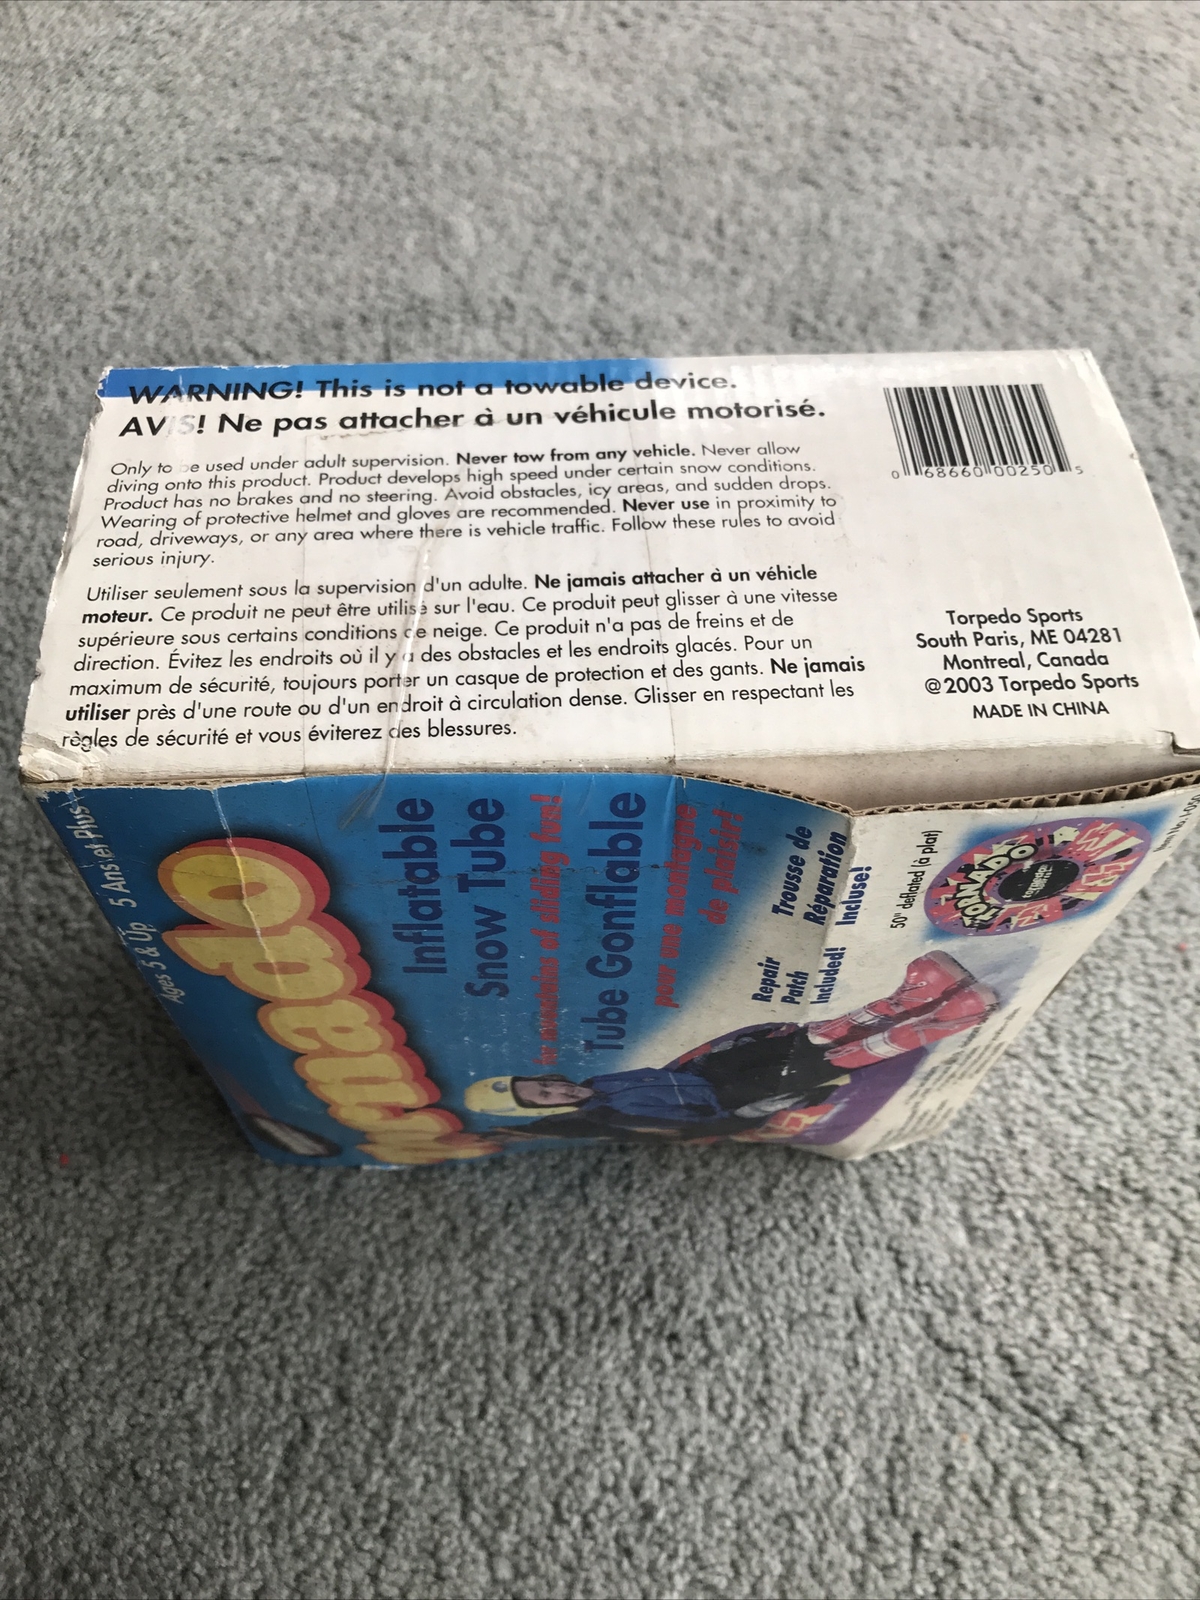 WARNING! This is not a towable device.
AVIS! Ne pas attacher à un véhicule motorisé.
Only to be used under adult supervision. Never tow from any vehicle. Never allow
diving onto this product. Product develops high speed under certain snow conditions.
Product has no brakes and no steering. Avoid obstacles, icy areas, and sudden drops.
Wearing of protective helmet and gloves are recommended. Never use in proximity to
road, driveways, or any area where there is vehicle traffic. Follow these rules to avoid
serious injury.
Utiliser seulement sous la supervision d'un adulte. Ne jamais attacher à un véhicle
moteur. Ce produit ne peut être utilisé sur l'eau. Ce produit peut glisser à une vitesse
supérieure sous certains conditions de neige. Ce produit n'a pas de freins et de
direction. Évitez les endroits où il y a des obstacles et les endroits glacés. Pour un
maximum de sécurité, toujours porter un casque de protection et des gants. Ne jamais
utiliser près d'une route ou d'un endroit à circulation dense. Glisser en respectant les
règles de sécurité et vous éviterez des blessures.
0 68660 00250 5
Torpedo Sports
South Paris, ME 04281
Montreal, Canada
@2003 Torpedo Sports
MADE IN CHINA
Ages 5 & Up 5 Ans et Plus
Tornado
Inflatable
Snow Tube
for mountains of sliding fun!
Tube Gonflable
pour une montagne
de plaisir!
Repair
Patch
Included!
Trousse de
Réparation
Incluse!
50" deflated (à plat)
TORNADO